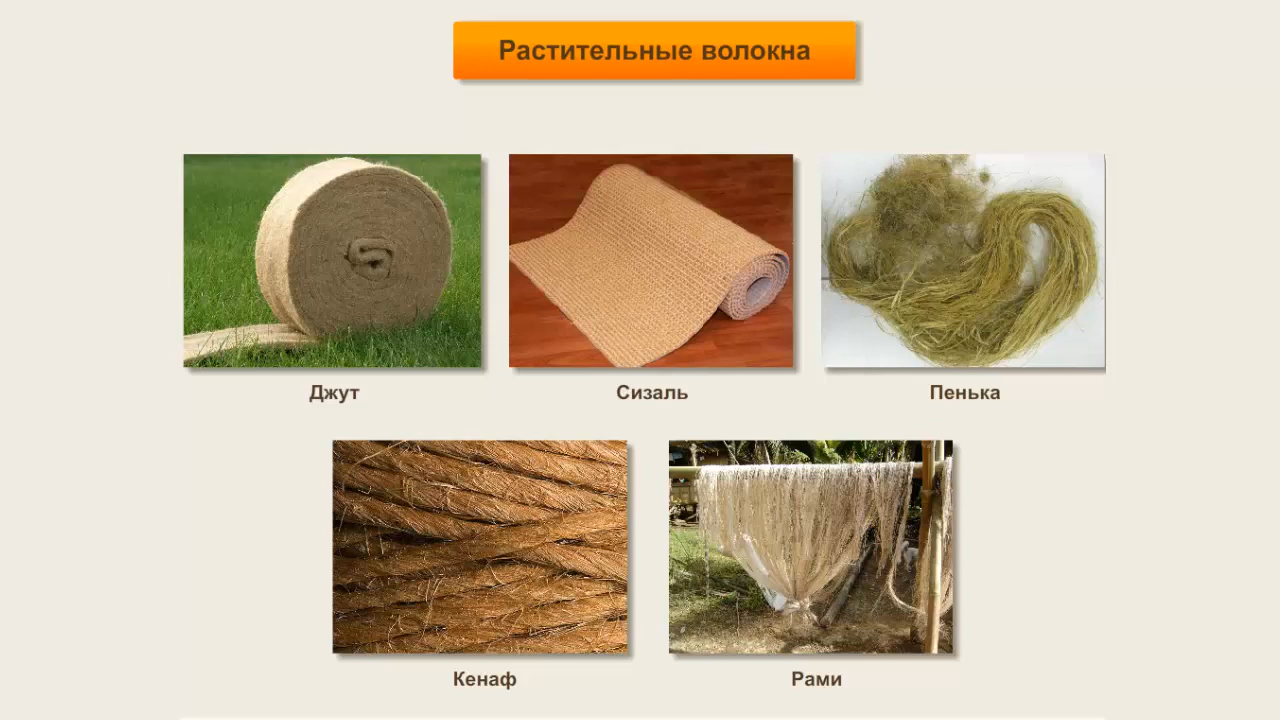 Растительные волокна
Джут
Сизаль
Пенька
Кенаф
Рами